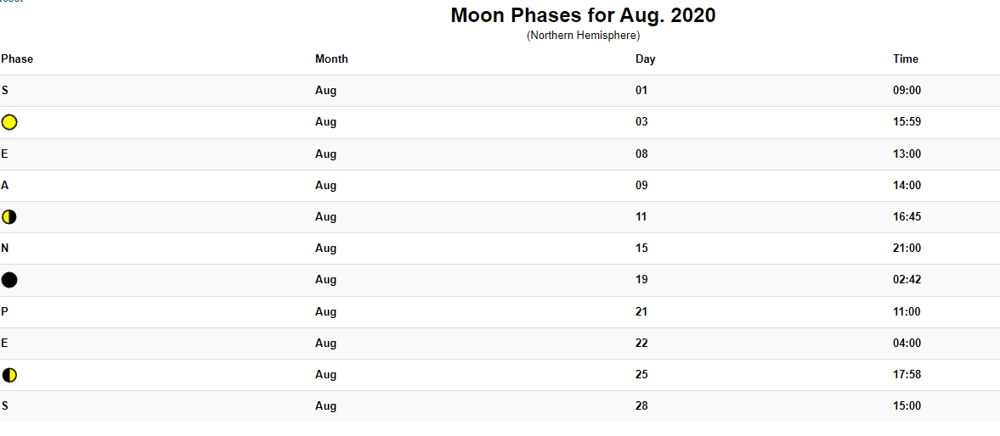 Moon Phases for Aug. 2020
(Northern Hemisphere)
Phase Month Day Time
S Aug 01 09:00
Aug 03 15:59
E Aug 08 13:00
A Aug 09 14:00
Aug 11 16:45
N Aug 15 21:00
Aug 19 02:42
P Aug 21 11:00
E Aug 22 04:00
Aug 25 17:58
S Aug 28 15:00